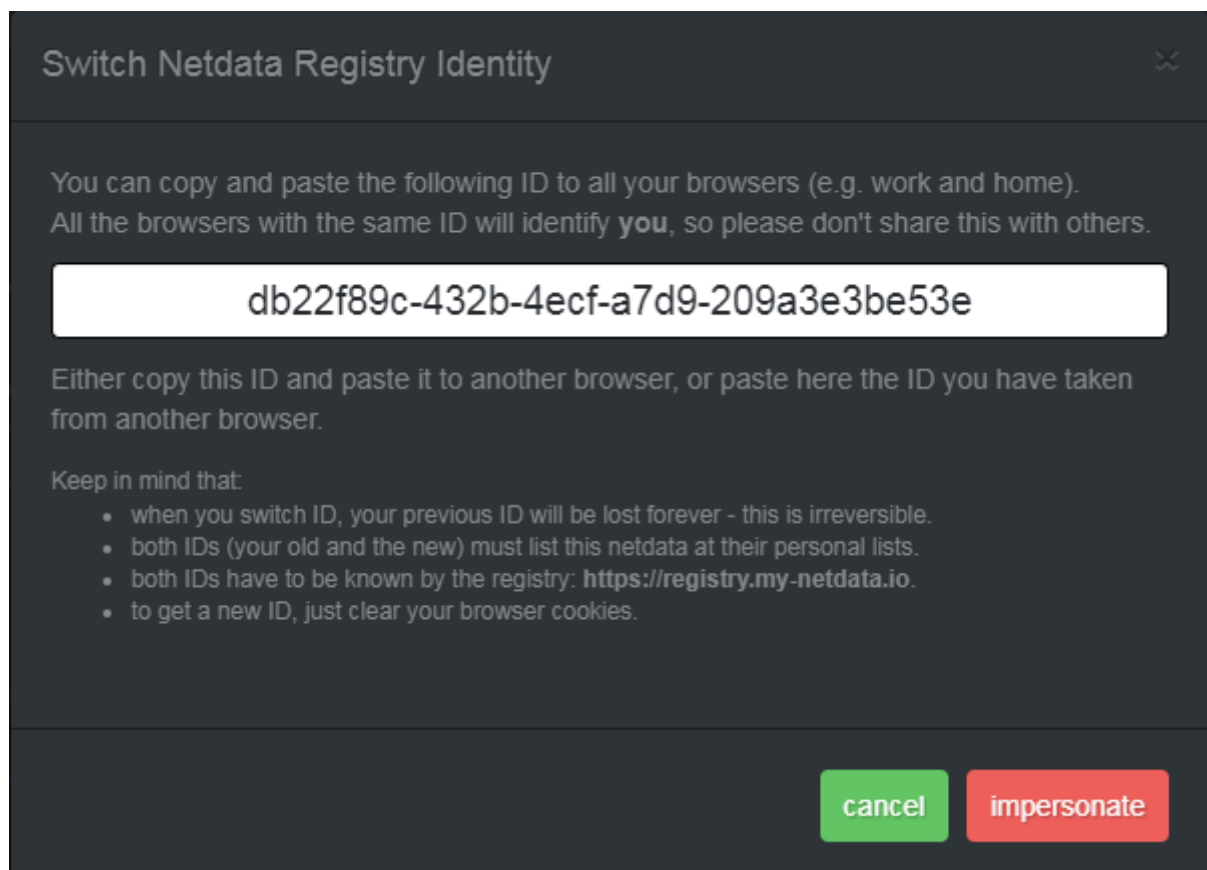 Switch Netdata Registry Identity
×
You can copy and paste the following ID to all your browsers (e.g. work and home).
All the browsers with the same ID will identify you, so please don't share this with others.
db22f89c-432b-4ecf-a7d9-209a3e3be53e
Either copy this ID and paste it to another browser, or paste here the ID you have taken
from another browser.
Keep in mind that:
• when you switch ID, your previous ID will be lost forever - this is irreversible.
• both IDs (your old and the new) must list this netdata at their personal lists.
• both IDs have to be known by the registry: https://registry.my-netdata.io.
• to get a new ID, just clear your browser cookies.
cancel impersonate